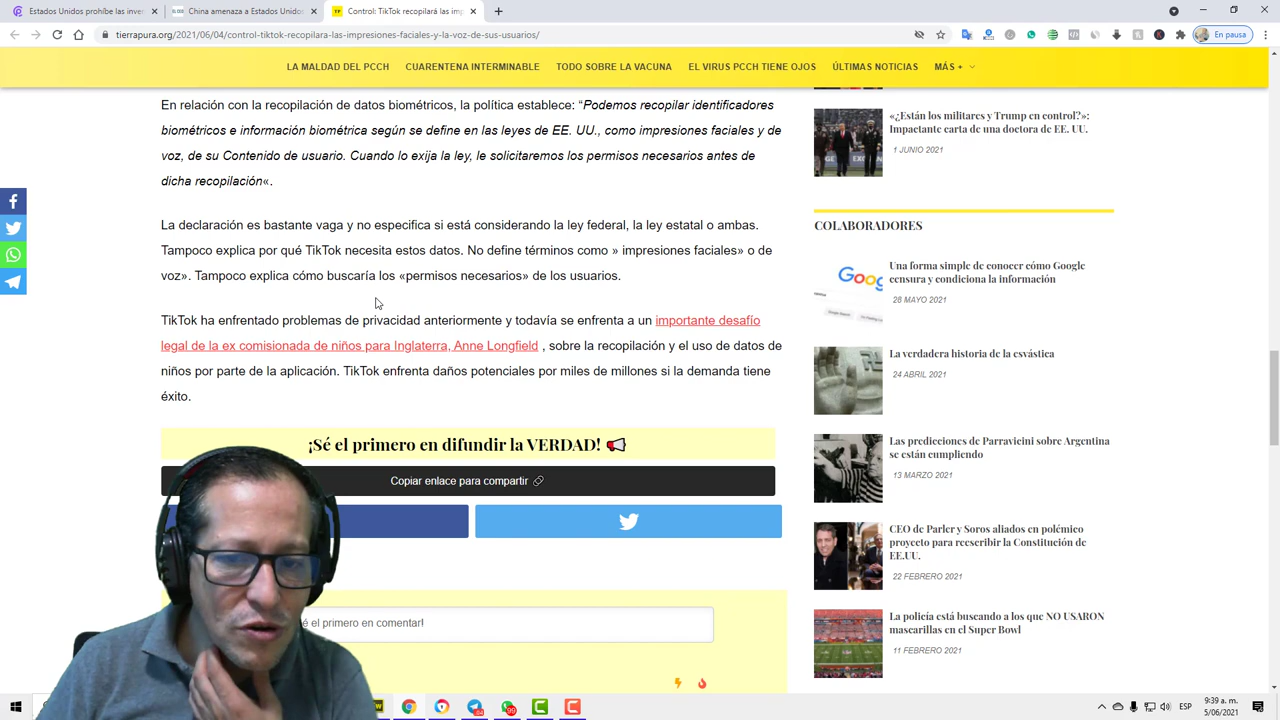 China amenaza a Estados Unido
Control: TikTok recopilará las im
tierrapura.org/2021/06/04/control-tiktok-recopilara-las-impresiones-faciales-y-la-voz-de-sus-usuarios/
En pausa
LA MALDAD DEL PCCH CUARENTENA INTERMINABLE TODO SOBRE LA VACUNA EL VIRUS PCCH TIENE OJOS ÚLTIMAS NOTICIAS MÁS +
En relación con la recopilación de datos biométricos, la política establece: “Podemos recopilar identificadores
biométricos e información biométrica según se define en las leyes de EE. UU., como impresiones faciales y de
voz, de su Contenido de usuario. Cuando lo exija la ley, le solicitaremos los permisos necesarios antes de
dicha recopilación«.
La declaración es bastante vaga y no especifica si está considerando la ley federal, la ley estatal o ambas.
Tampoco explica por qué TikTok necesita estos datos. No define términos como » impresiones faciales» o de
voz». Tampoco explica cómo buscaría los «permisos necesarios» de los usuarios.
TikTok ha enfrentado problemas de privacidad anteriormente y todavía se enfrenta a un importante desafío
legal de la ex comisionada de niños para Inglaterra, Anne Longfield , sobre la recopilación y el uso de datos de
niños por parte de la aplicación. TikTok enfrenta daños potenciales por miles de millones si la demanda tiene
éxito.
¡Sé el primero en difundir la VERDAD!
Copiar enlace para compartir
é el primero en comentar!
«¿Están los militares y Trump en control?»:
Impactante carta de una doctora de EE. UU.
1 JUNIO 2021
COLABORADORES
Una forma simple de conocer cómo Google
censura y condiciona la información
28 MAYO 2021
La verdadera historia de la esvástica
24 ABRIL 2021
Las predicciones de Parravicini sobre Argentina
se están cumpliendo
13 MARZO 2021
CEO de Parler y Soros aliados en polémico
proyecto para reescribir la Constitución de
EE.UU.
22 FEBRERO 2021
La policía está buscando a los que NO USARON
mascarillas en el Super Bowl
11 FEBRERO 2021
ESP
9:39 a. m.
5/06/2021